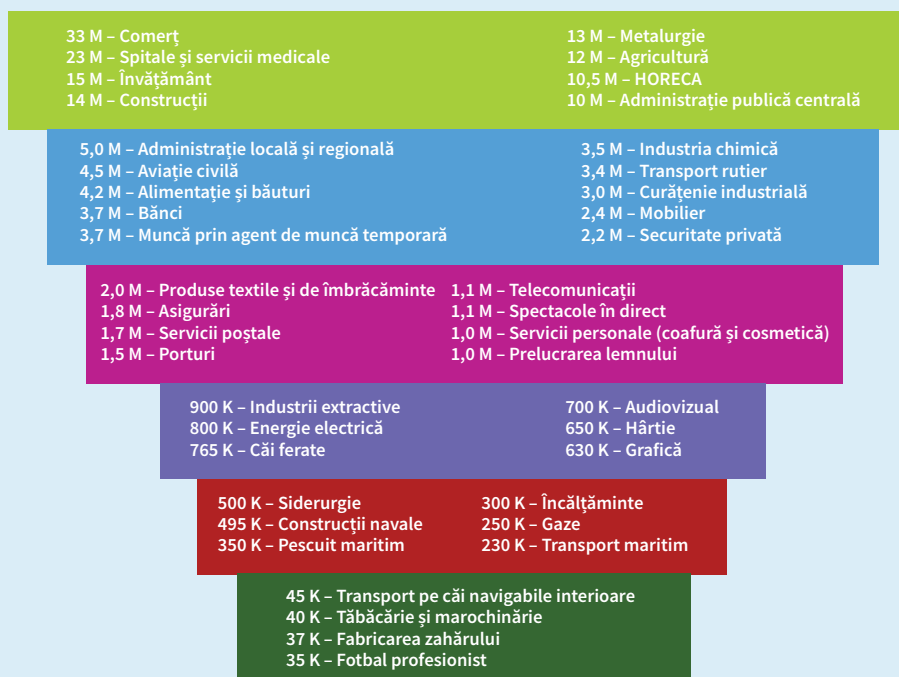 33 M – Comerț
23 M – Spitale și servicii medicale
15 M – Învățământ
14 M – Construcții
13 M – Metalurgie
12 M – Agricultură
10,5 M – HORECA
10 M – Administrație publică centrală
5,0 M – Administrație locală și regională
4,5 M – Aviație civilă
4,2 M – Alimentație și băuturi
3,7 M – Bănci
3,7 M – Muncă prin agent de muncă temporară
3,5 M – Industria chimică
3,4 M – Transport rutier
3,0 M – Curățenie industrială
2,4 M – Mobilier
2,2 M – Securitate privată
2,0 M – Produse textile și de îmbrăcăminte
1,8 M – Asigurări
1,7 M – Servicii poștale
1,5 M – Porturi
1,1 M – Telecomunicații
1,1 M – Spectacole în direct
1,0 M – Servicii personale (coafură și cosmetică)
1,0 M – Prelucrarea lemnului
900 K – Industrii extractive
800 K – Energie electrică
765 K – Căi ferate
700 K – Audiovizual
650 K – Hârtie
630 K – Grafică
500 K – Siderurgie
495 K – Construcții navale
350 K – Pescuit maritim
300 K – Încălțăminte
250 K – Gaze
230 K – Transport maritim
45 K – Transport pe căi navigabile interioare
40 K – Tăbăcărie și marochinărie
37 K – Fabricarea zahărului
35 K – Fotbal profesionist